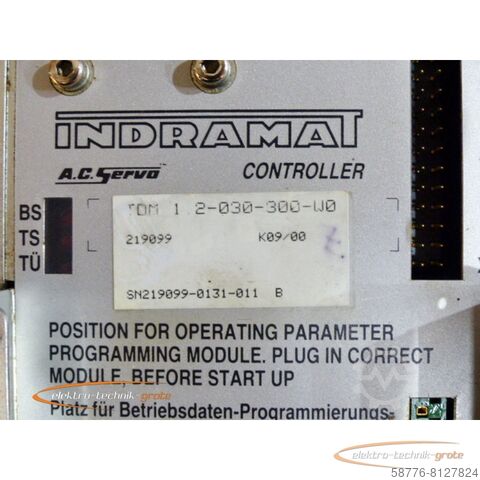 INDRAMAT
A.C. Servo™ CONTROLLER
BS
TS
TÜ
TDM 1.2-030-300-W0
219099 K09/00
SN219099-0131-011 B
POSITION FOR OPERATING PARAMETER
PROGRAMMING MODULE. PLUG IN CORRECT
MODULE, BEFORE START UP
Platz für Betriebsdaten-Programmierungs-
elektro-technik-grote
elektro-technik-grote
58776-8127824